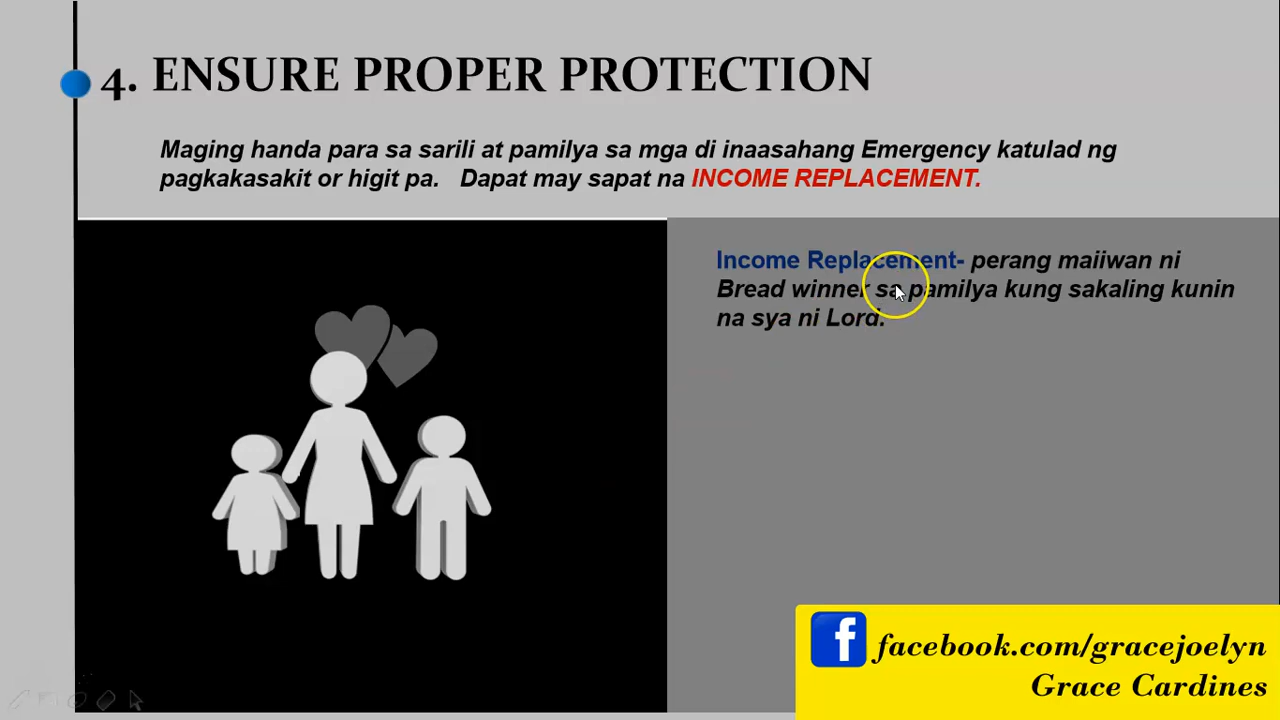 4. ENSURE PROPER PROTECTION
Maging handa para sa sarili at pamilya sa mga di inaasahang Emergency katulad ng
pagkakasakit or higit pa. Dapat may sapat na INCOME REPLACEMENT.
Income Replacement- perang maiiwan ni
Bread winner sa pamilya kung sakaling kunin
na sya ni Lord.
f facebook.com/gracejoelyn
Grace Cardines